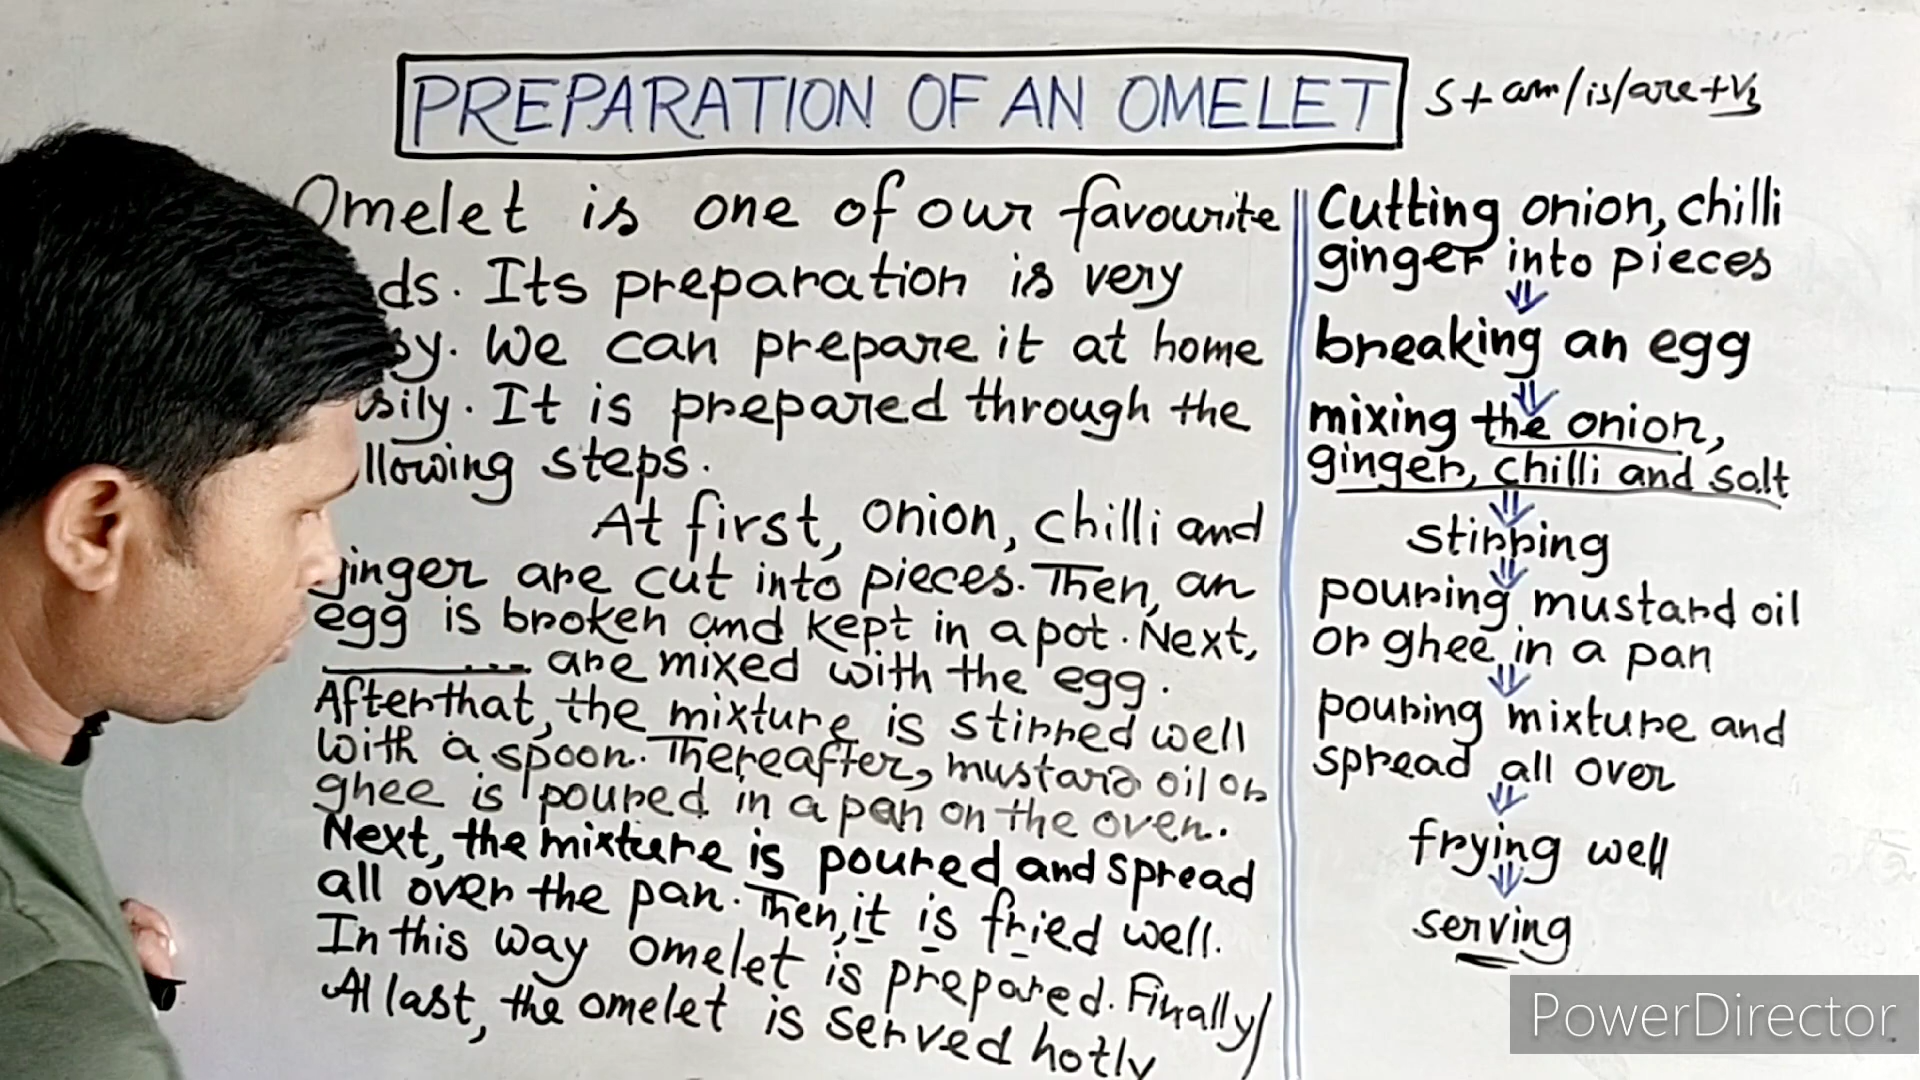 PREPARATION OF AN OMELET
S + am/is/are + V3
Omelet is one of our favourite
ds. Its preparation is very
sy. We can prepare it at home
sily. It is prepared through the
llowing steps.
At first, onion, chilli and
ginger are cut into pieces. Then, an
egg is broken and kept in a pot. Next,
________... are mixed with the egg.
After that, the mixture is stirred well
with a spoon. Thereafter, mustard oil or
ghee is poured in a pan on the oven.
Next, the mixture is poured and spread
all over the pan. Then, it is fried well.
In this way omelet is prepared. Finally/
At last, the omelet is served hotly
Cutting onion, chilli
ginger into pieces
⇓
breaking an egg
⇓
mixing the onion,
ginger, chilli and salt
⇓
stirring
⇓
pouring mustard oil
or ghee in a pan
⇓
pouring mixture and
spread all over
⇓
frying well
⇓
serving
PowerDirector